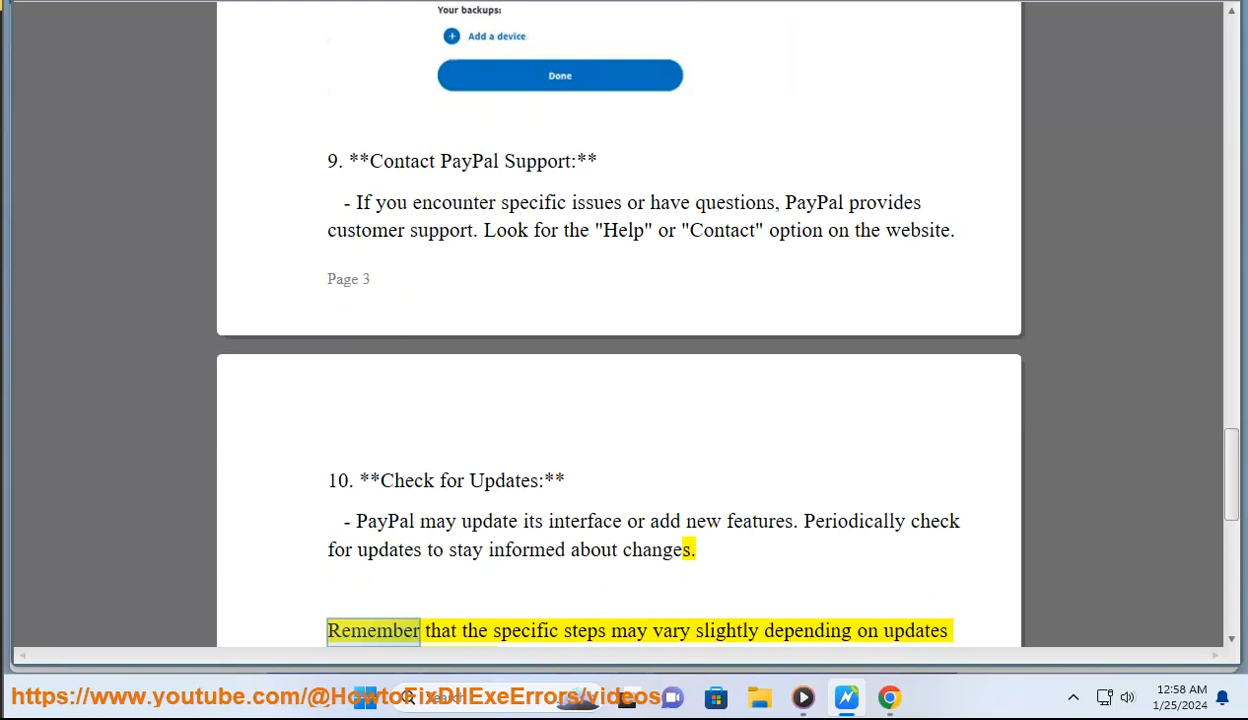 Your backups:
Add a device
Done
9. **Contact PayPal Support:**
- If you encounter specific issues or have questions, PayPal provides
customer support. Look for the "Help" or "Contact" option on the website.
Page 3
10. **Check for Updates:**
- PayPal may update its interface or add new features. Periodically check
for updates to stay informed about changes.
Remember that the specific steps may vary slightly depending on updates
https://www.youtube.com/@HowtoFixDllExeErrors/videos
12:58 AM
1/25/2024